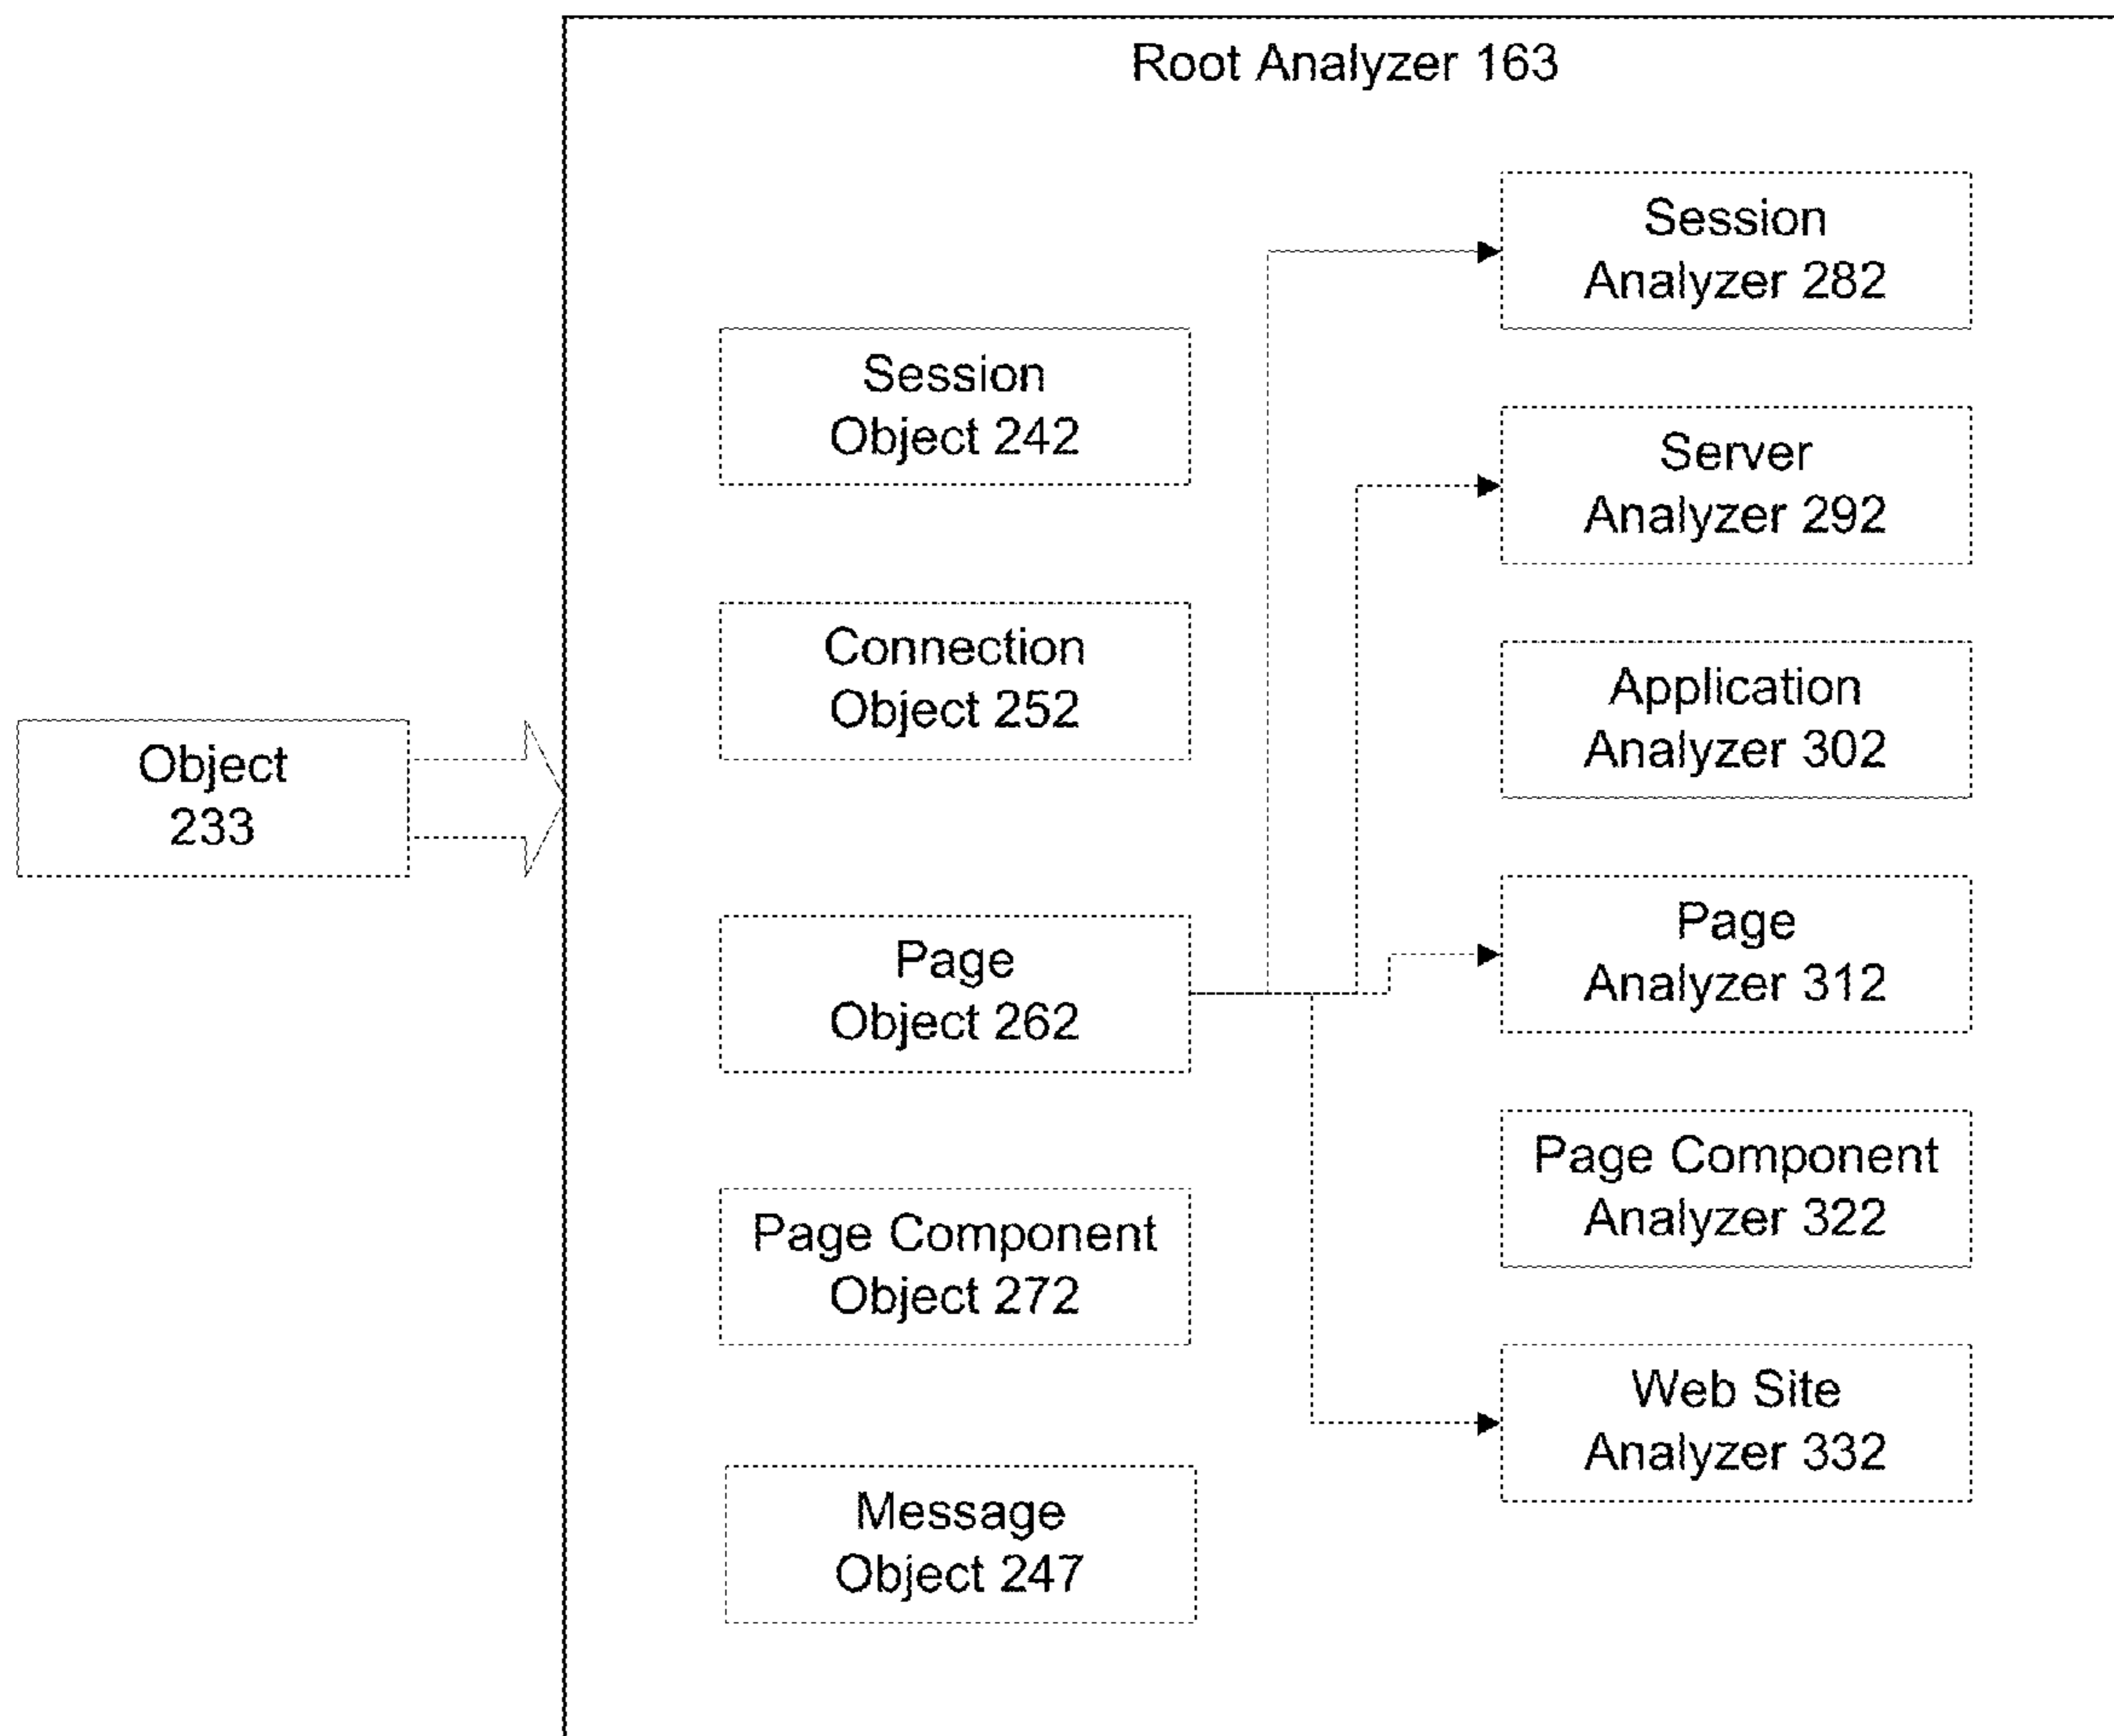 Root Analyzer 163
Object
233
Session
Object 242
Connection
Object 252
Page
Object 262
Page Component
Object 272
Message
Object 247
Session
Analyzer 282
Server
Analyzer 292
Application
Analyzer 302
Page
Analyzer 312
Page Component
Analyzer 322
Web Site
Analyzer 332